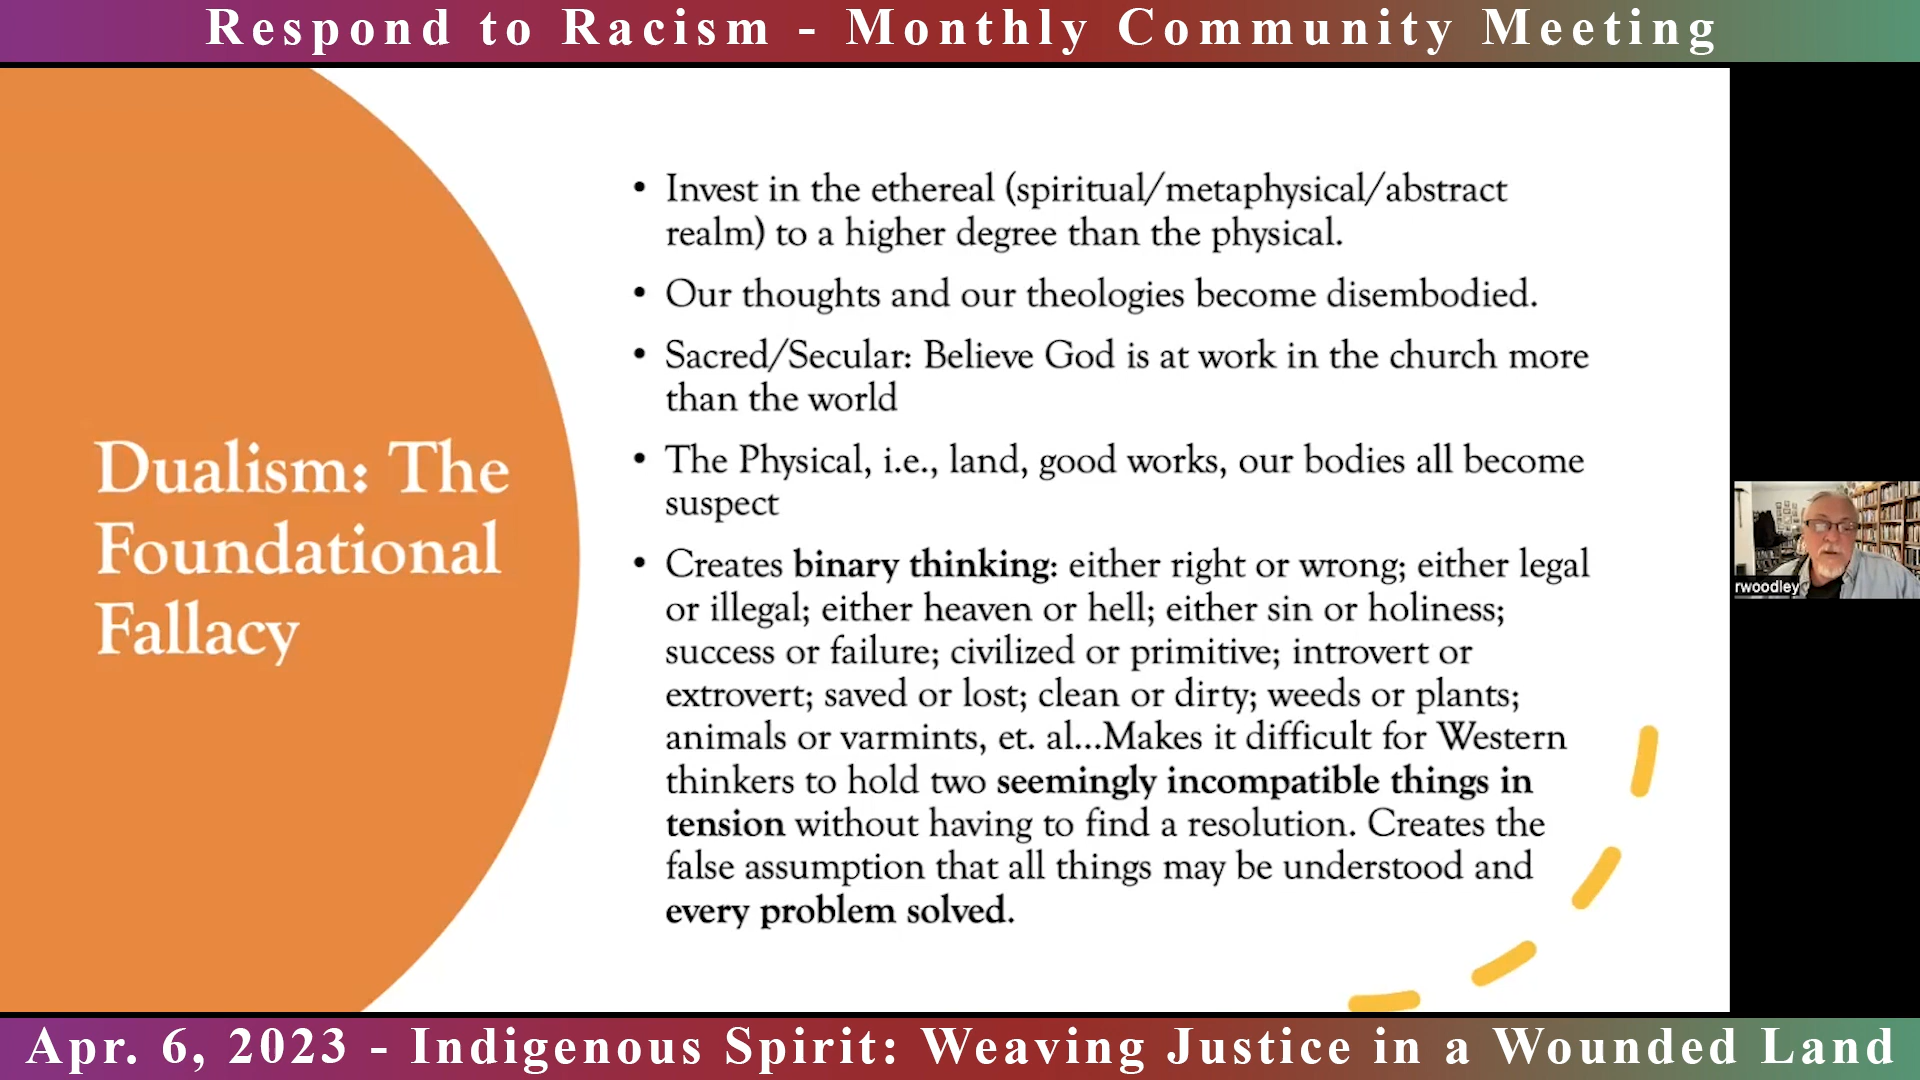 Respond to Racism - Monthly Community Meeting
Dualism: The
Foundational
Fallacy
• Invest in the ethereal (spiritual/metaphysical/abstract
realm) to a higher degree than the physical.
• Our thoughts and our theologies become disembodied.
• Sacred/Secular: Believe God is at work in the church more
than the world
• The Physical, i.e., land, good works, our bodies all become
suspect
• Creates binary thinking: either right or wrong; either legal
or illegal; either heaven or hell; either sin or holiness;
success or failure; civilized or primitive; introvert or
extrovert; saved or lost; clean or dirty; weeds or plants;
animals or varmints, et. al...Makes it difficult for Western
thinkers to hold two seemingly incompatible things in
tension without having to find a resolution. Creates the
false assumption that all things may be understood and
every problem solved.
rwoodley
Apr. 6, 2023 - Indigenous Spirit: Weaving Justice in a Wounded Land